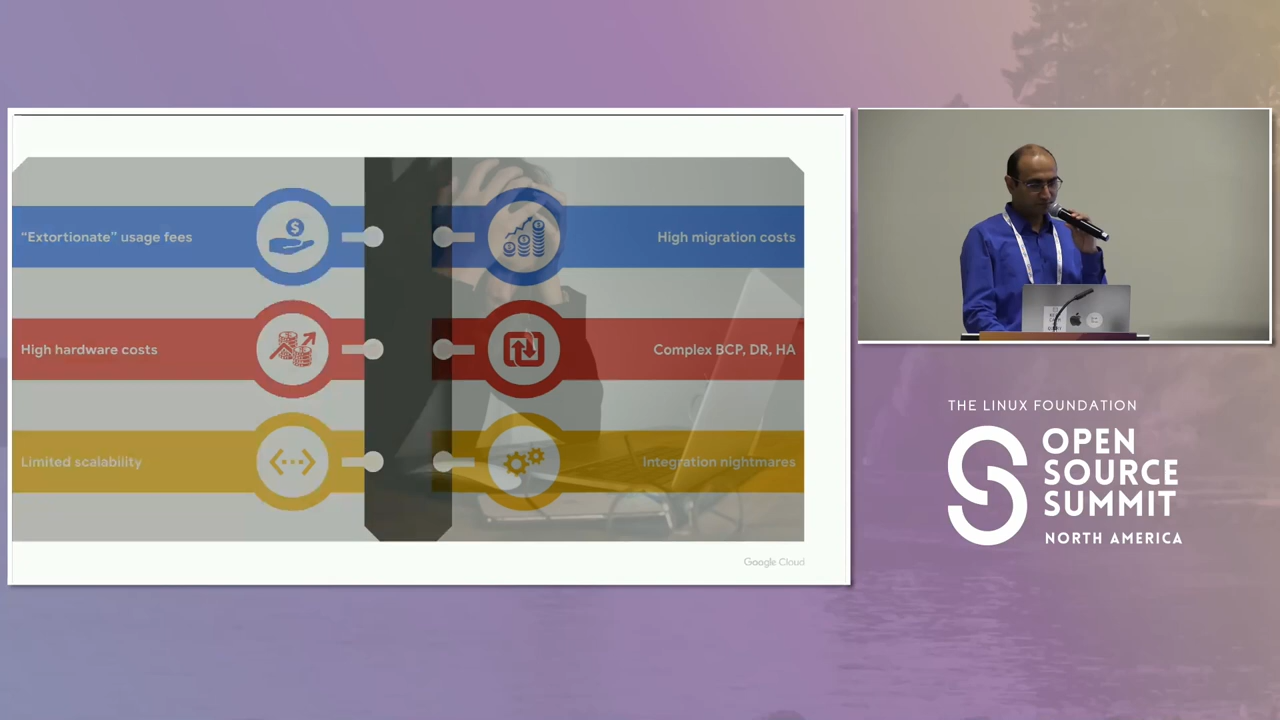 “Extortionate” usage fees
High migration costs
High hardware costs
Complex BCP, DR, HA
Limited scalability
Integration nightmares
Google Cloud
THE LINUX FOUNDATION
OPEN
SOURCE
SUMMIT
NORTH AMERICA